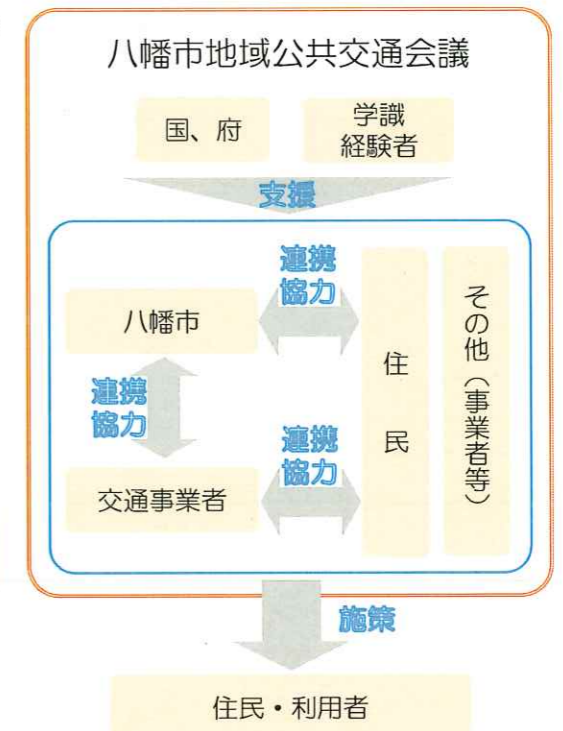 八幡市地域公共交通会議
国、府
学識
経験者
支援
連携
協力
八幡市
連携
協力
交通事業者
連携
協力
住民
その他（事業者等）
施策
住民・利用者